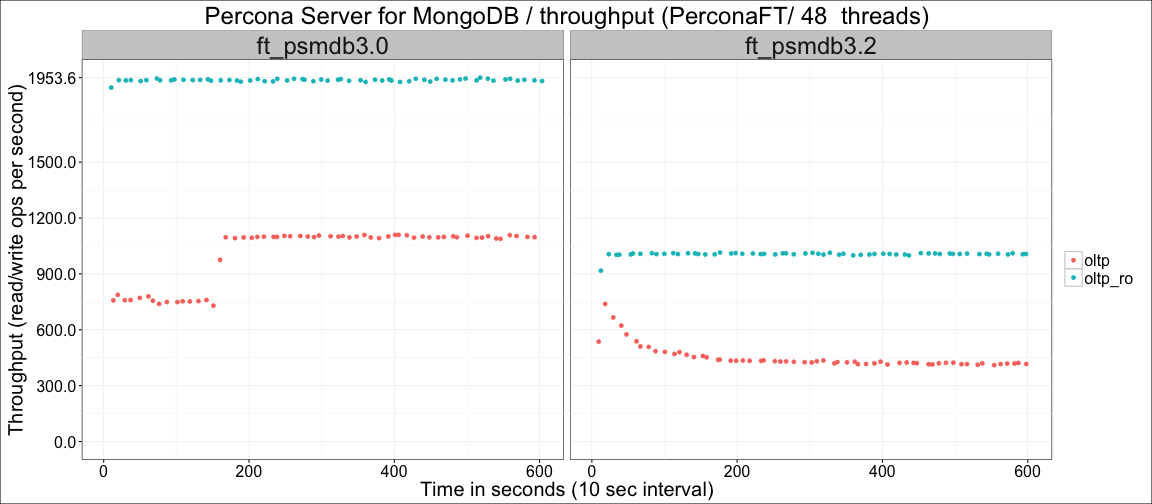 Percona Server for MongoDB / throughput (PerconaFT/ 48 threads)
ft_psmdb3.0
ft_psmdb3.2
Throughput (read/write ops per second)
1953.6
1500.0
1200.0
900.0
600.0
300.0
0.0
0 200 400 600
0 200 400 600
Time in seconds (10 sec interval)
oltp
oltp_ro